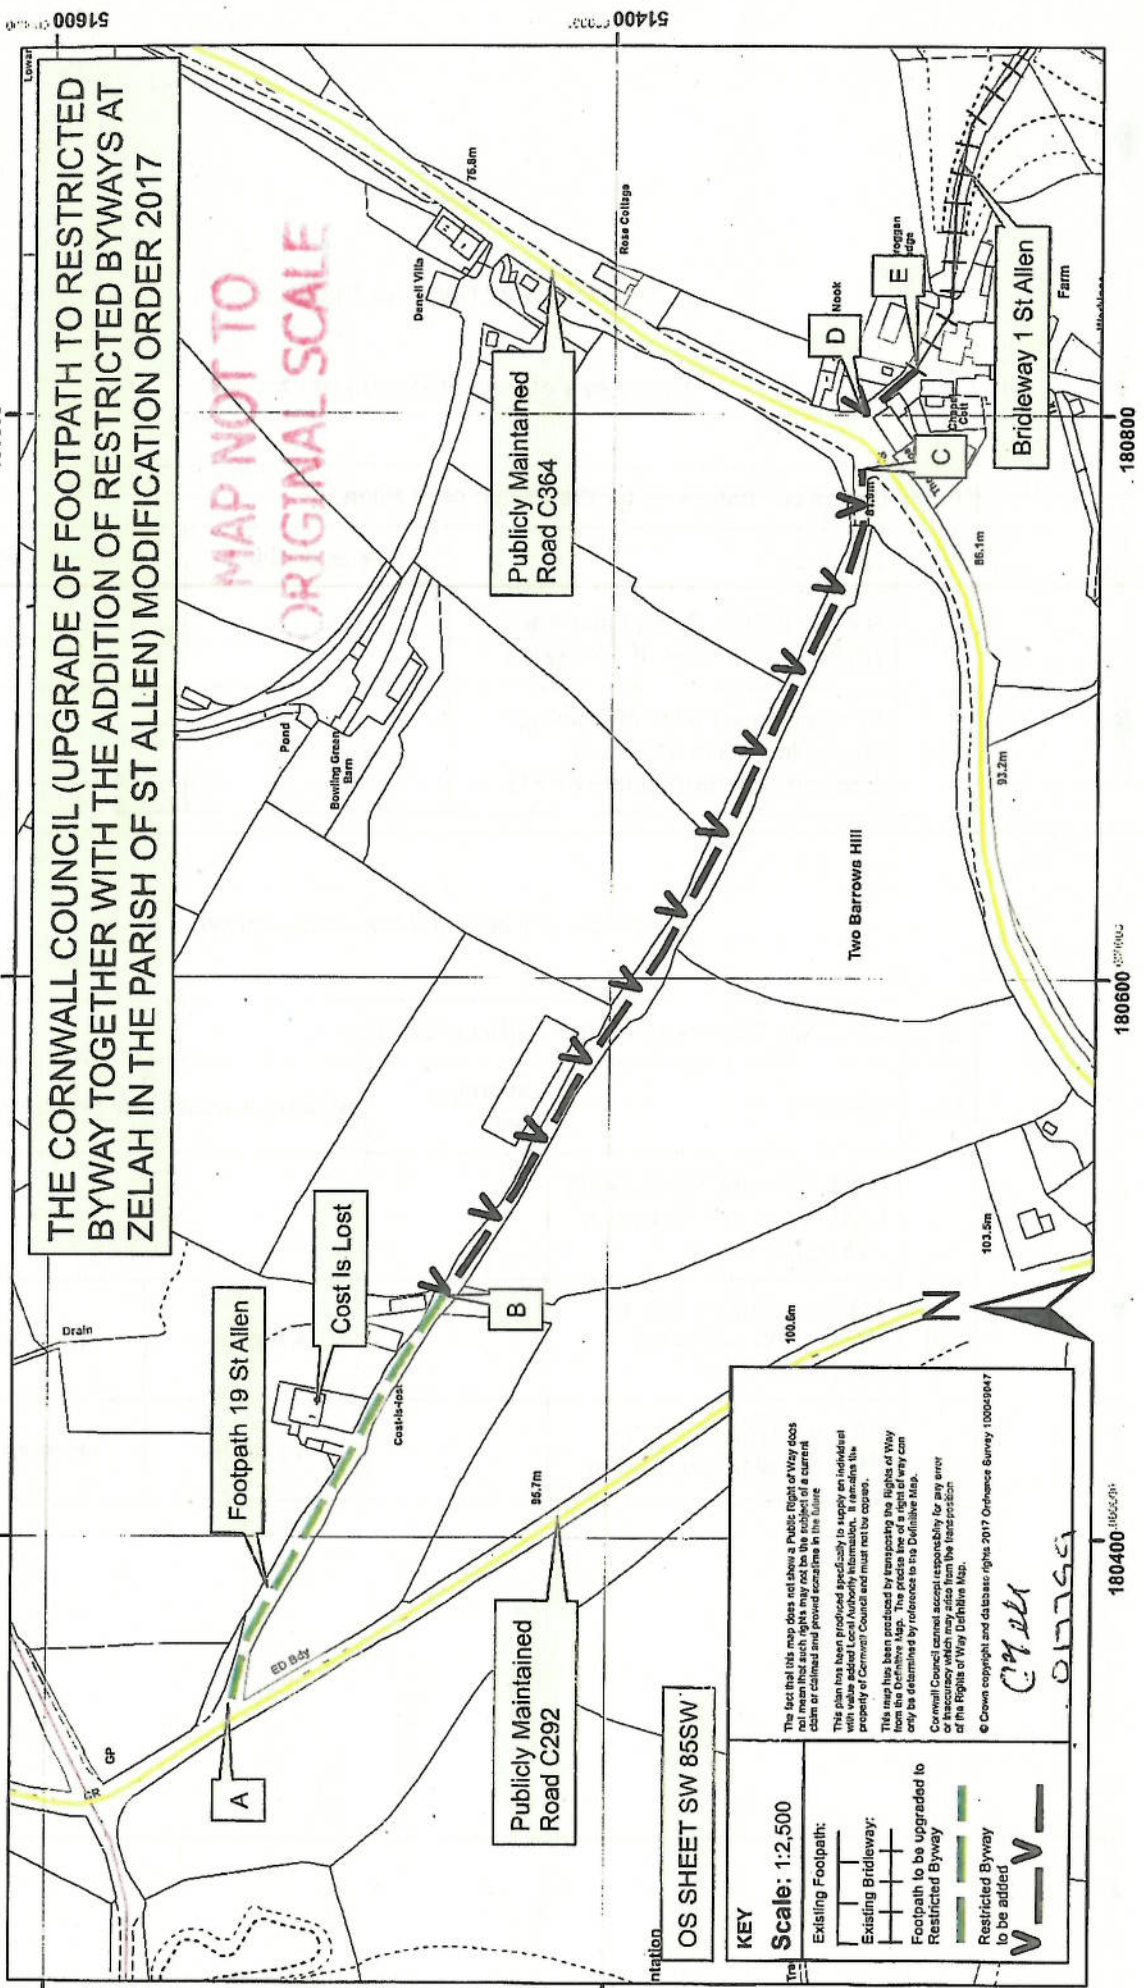 THE CORNWALL COUNCIL (UPGRADE OF FOOTPATH TO RESTRICTED
BYWAY TOGETHER WITH THE ADDITION OF RESTRICTED BYWAYS AT
ZELAH IN THE PARISH OF ST ALLEN) MODIFICATION ORDER 2017
MAP NOT TO
ORIGINAL SCALE
51600
51400
Drain
Footpath 19 St Allen
Cost Is Lost
Cost-is-lost
Pond
Bowling Green
Barn
Denell Villa
75.8m
Rose Cottage
Publicly Maintained
Road C364
GP
GR
A
ED Bdy
B
95.7m
Publicly Maintained
Road C292
100.6m
103.5m
Two Barrows Hill
93.2m
86.1m
81.9m
C
D
Nook
E
Farm
Bridleway 1 St Allen
N
OS SHEET SW 85SW
KEY
Scale: 1:2,500
Existing Footpath:
Existing Bridleway:
Footpath to be upgraded to
Restricted Byway
Restricted Byway
to be added
The fact that this map does not show a Public Right of Way does
not mean that such rights may not be the subject of a current
claim or claimed and proved sometime in the future
This plan has been produced specifically to supply an individual
with value added Local Authority information. It remains the
property of Cornwall Council and must not be copied.
This map has been produced by transposing the Rights of Way
from the Definitive Map. The precise line of a right of way can
only be determined by reference to the Definitive Map.
Cornwall Council cannot accept responsibility for any error
or inaccuracy which may arise from the transposition
of the Rights of Way Definitive Map.
© Crown copyright and database rights 2017 Ordnance Survey 100049047
180400
180600
180800